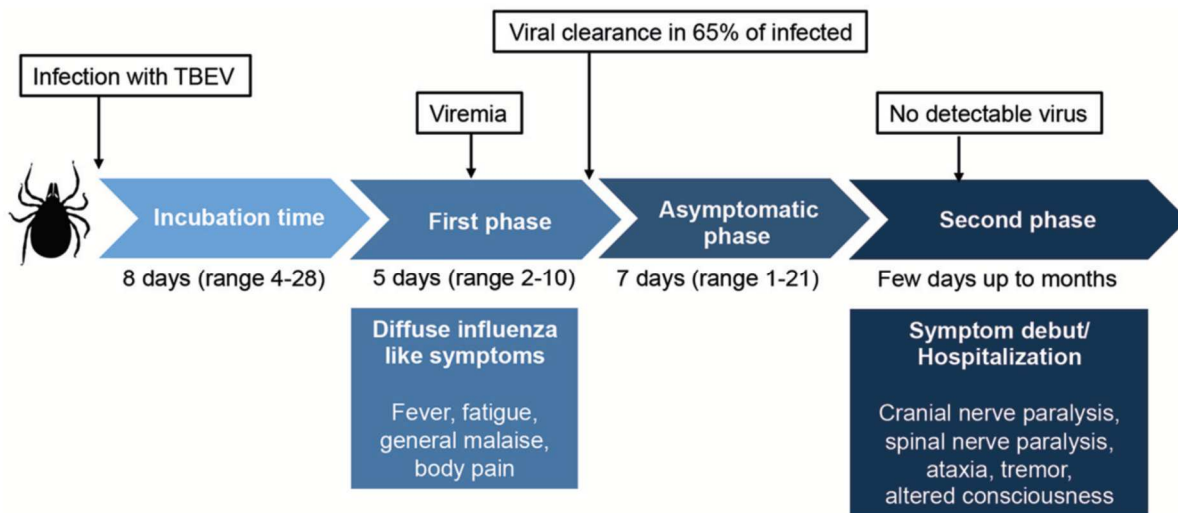 Viral clearance in 65% of infected
Infection with TBEV
Viremia
No detectable virus
Incubation time
First phase
Asymptomatic
phase
Second phase
8 days (range 4-28)
5 days (range 2-10)
7 days (range 1-21)
Few days up to months
Diffuse influenza
like symptoms
Fever, fatigue,
general malaise,
body pain
Symptom debut/
Hospitalization
Cranial nerve paralysis,
spinal nerve paralysis,
ataxia, tremor,
altered consciousness